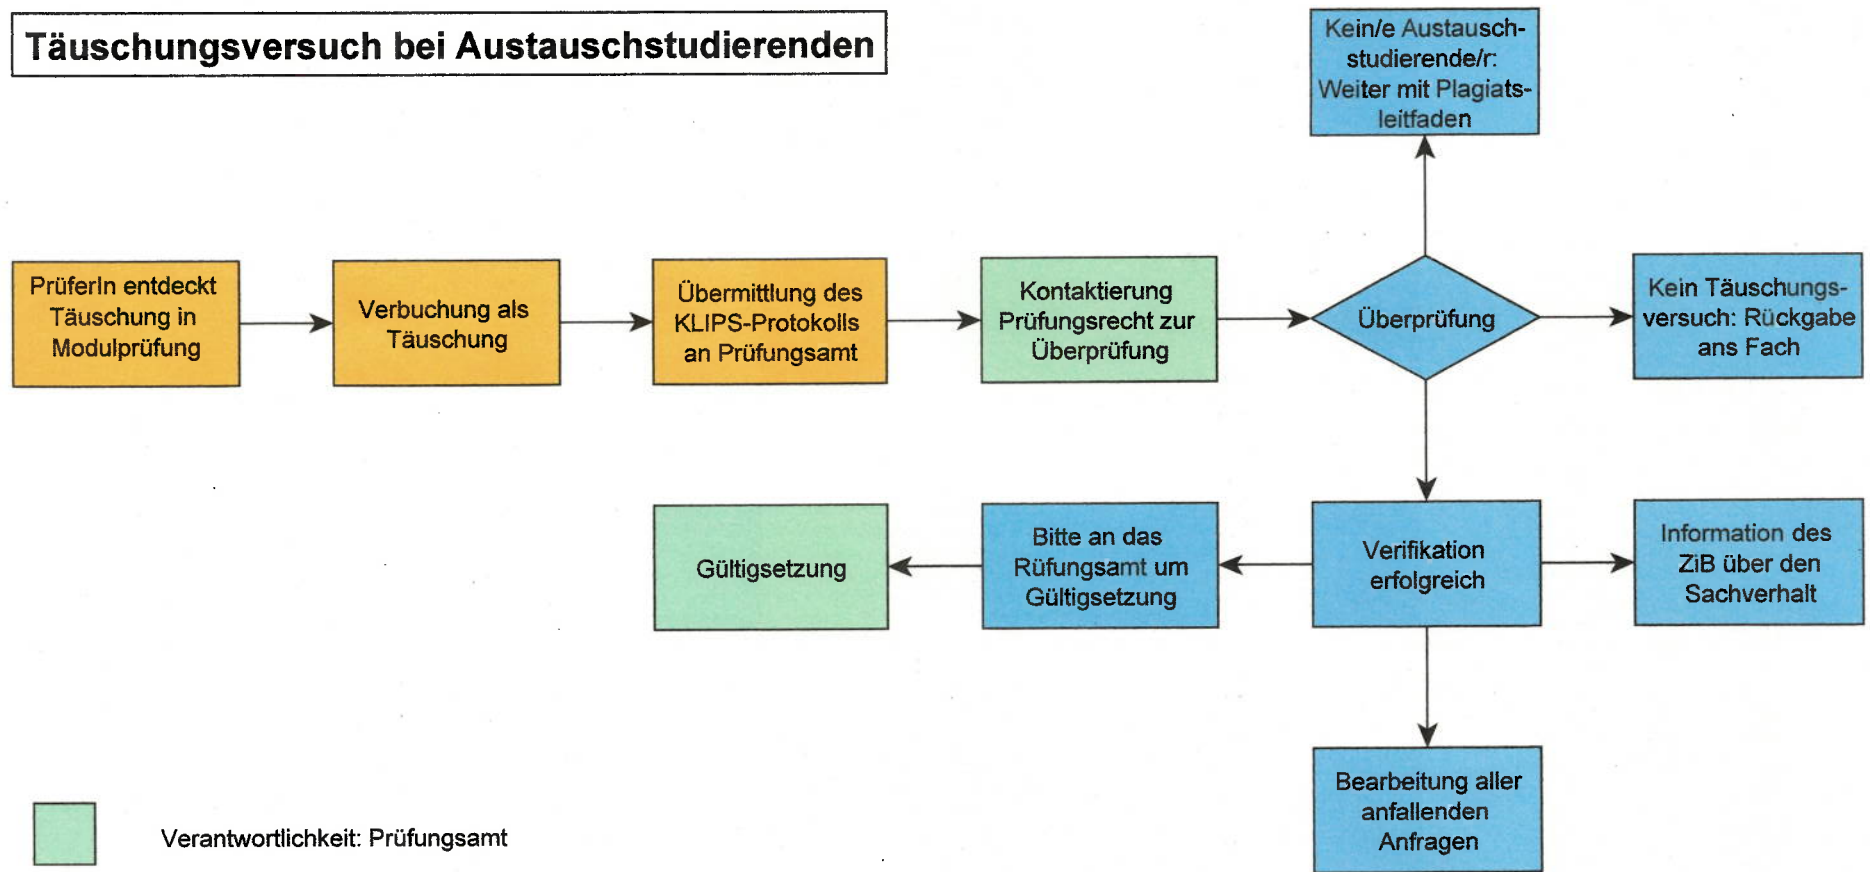 Täuschungsversuch bei Austauschstudierenden
Kein/e Austausch-
studierende/r:
Weiter mit Plagiats-
leitfaden
PrüferIn entdeckt
Täuschung in
Modulprüfung
Verbuchung als
Täuschung
Übermittlung des
KLIPS-Protokolls
an Prüfungsamt
Kontaktierung
Prüfungsrecht zur
Überprüfung
Überprüfung
Kein Täuschungs-
versuch: Rückgabe
ans Fach
Gültigsetzung
Bitte an das
Rüfungsamt um
Gültigsetzung
Verifikation
erfolgreich
Information des
ZiB über den
Sachverhalt
Bearbeitung aller
anfallenden
Anfragen
Verantwortlichkeit: Prüfungsamt